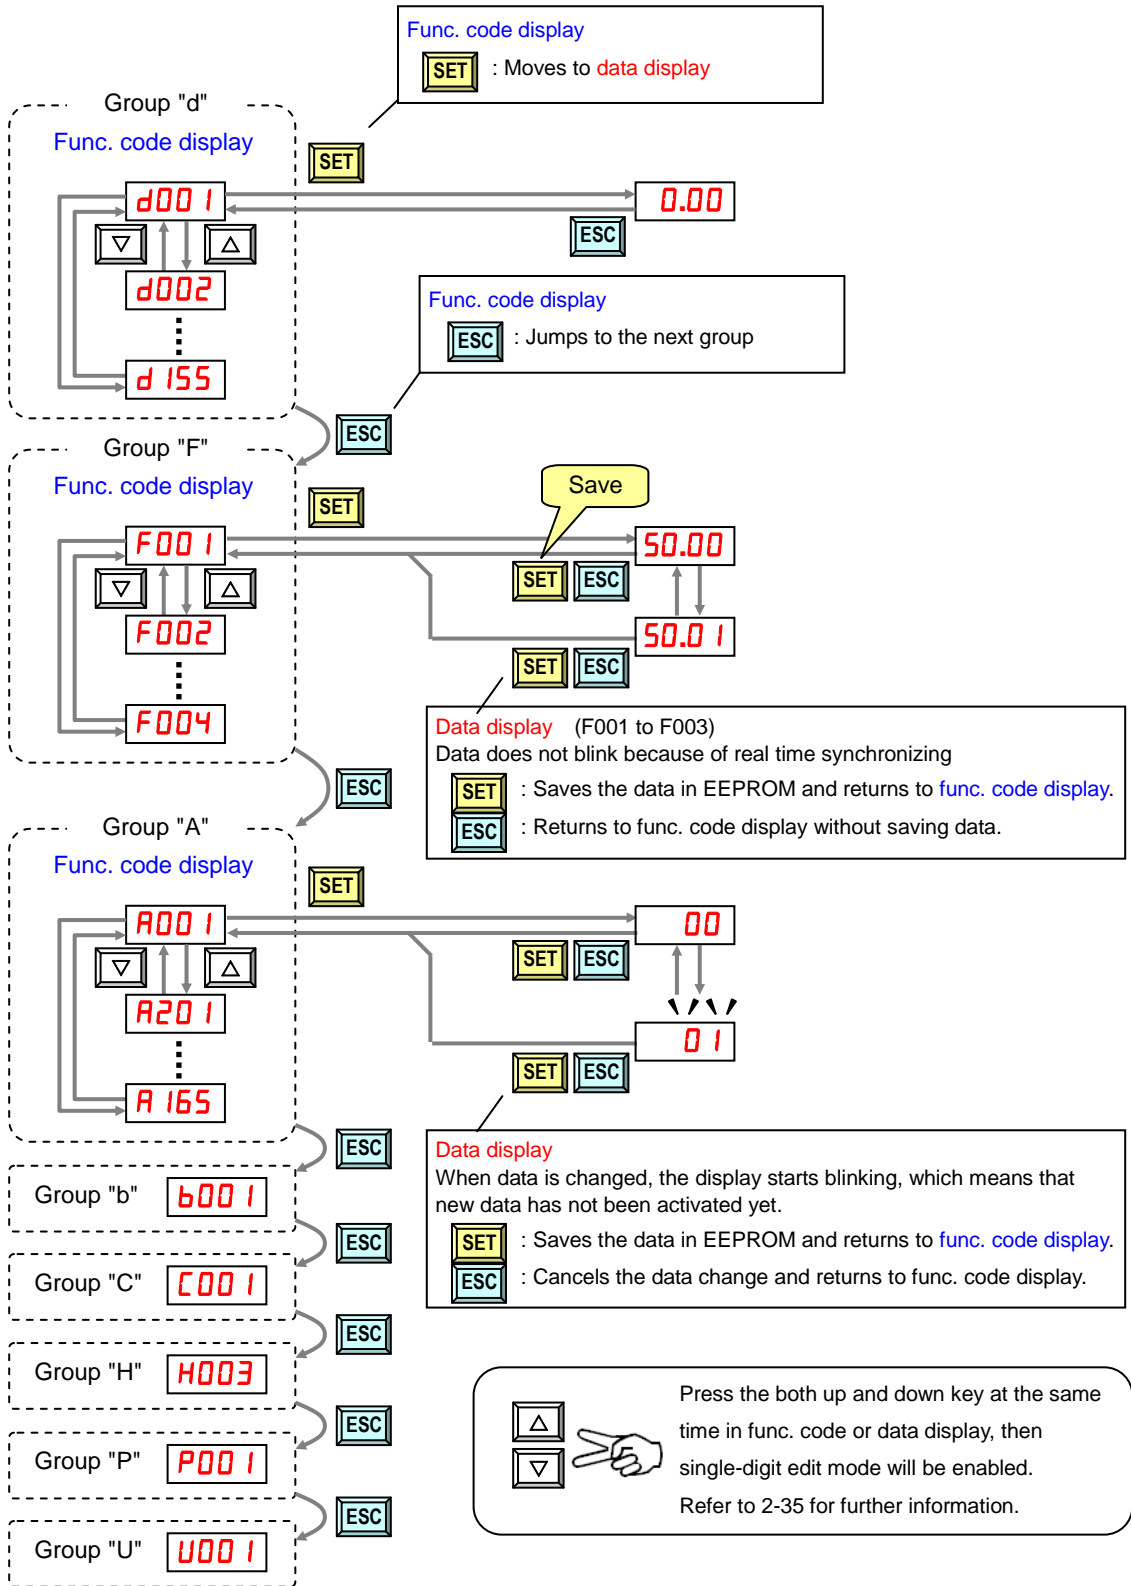 Func. code display
SET : Moves to data display
Group "d"
Func. code display
SET
d001
0.00
ESC
▽ △
d002
Func. code display
ESC : Jumps to the next group
d155
ESC
Group "F"
Func. code display
SET
Save
F001
50.00
▽ △
SET ESC
F002
50.01
SET ESC
F004
Data display (F001 to F003)
Data does not blink because of real time synchronizing
SET : Saves the data in EEPROM and returns to func. code display.
ESC : Returns to func. code display without saving data.
ESC
Group "A"
Func. code display
SET
A001
00
▽ △
SET ESC
A201
01
SET ESC
A165
ESC
Data display
When data is changed, the display starts blinking, which means that
new data has not been activated yet.
SET : Saves the data in EEPROM and returns to func. code display.
ESC : Cancels the data change and returns to func. code display.
Group "b" b001
ESC
Group "C" C001
ESC
Group "H" H003
ESC
Group "P" P001
ESC
Group "U" U001
△
▽
Press the both up and down key at the same
time in func. code or data display, then
single-digit edit mode will be enabled.
Refer to 2-35 for further information.